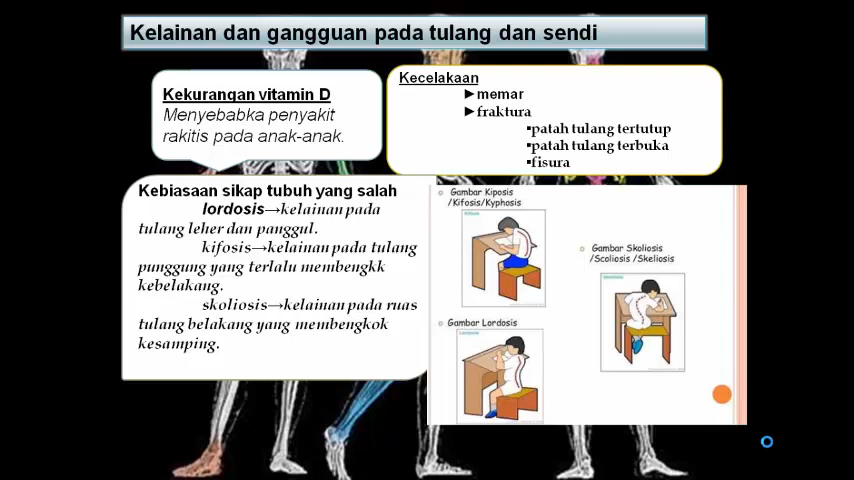 Kelainan dan gangguan pada tulang dan sendi
Kekurangan vitamin D
Menyebabka penyakit
rakitis pada anak-anak.
Kecelakaan
►memar
►fraktura
▪patah tulang tertutup
▪patah tulang terbuka
▪fisura
Kebiasaan sikap tubuh yang salah
lordosis→kelainan pada
tulang leher dan panggul.
kifosis→kelainan pada tulang
punggung yang terlalu membengkk
kebelakang.
skoliosis→kelainan pada ruas
tulang belakang yang membengkok
kesamping.
Gambar Kiposis
/Kifosis/Kyphosis
Gambar Skoliosis
/Scoliosis /Skeliosis
Gambar Lordosis